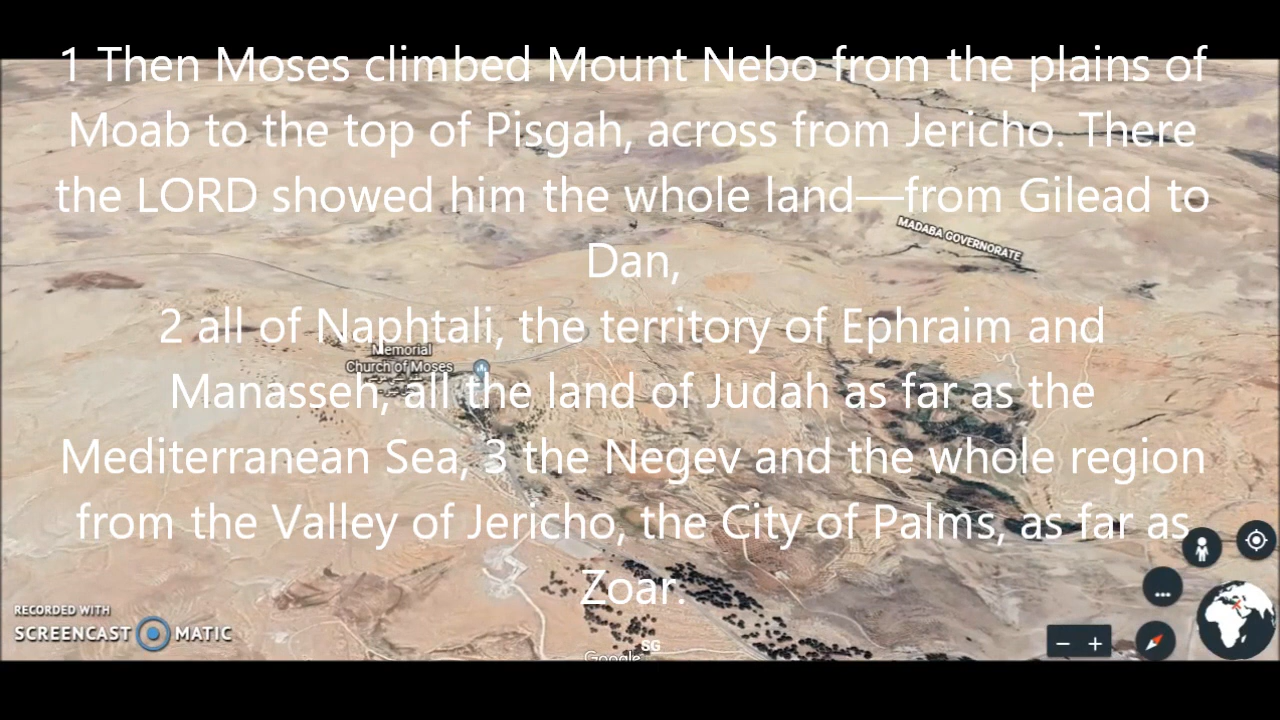 1 Then Moses climbed Mount Nebo from the plains of
Moab to the top of Pisgah, across from Jericho. There
the LORD showed him the whole land—from Gilead to
Dan,
2 all of Naphtali, the territory of Ephraim and
Manasseh, all the land of Judah as far as the
Mediterranean Sea, 3 the Negev and the whole region
from the Valley of Jericho, the City of Palms, as far as
Zoar.
MADABA GOVERNORATE
Memorial
Church of Moses
RECORDED WITH
SCREENCAST MATIC
SG
Google